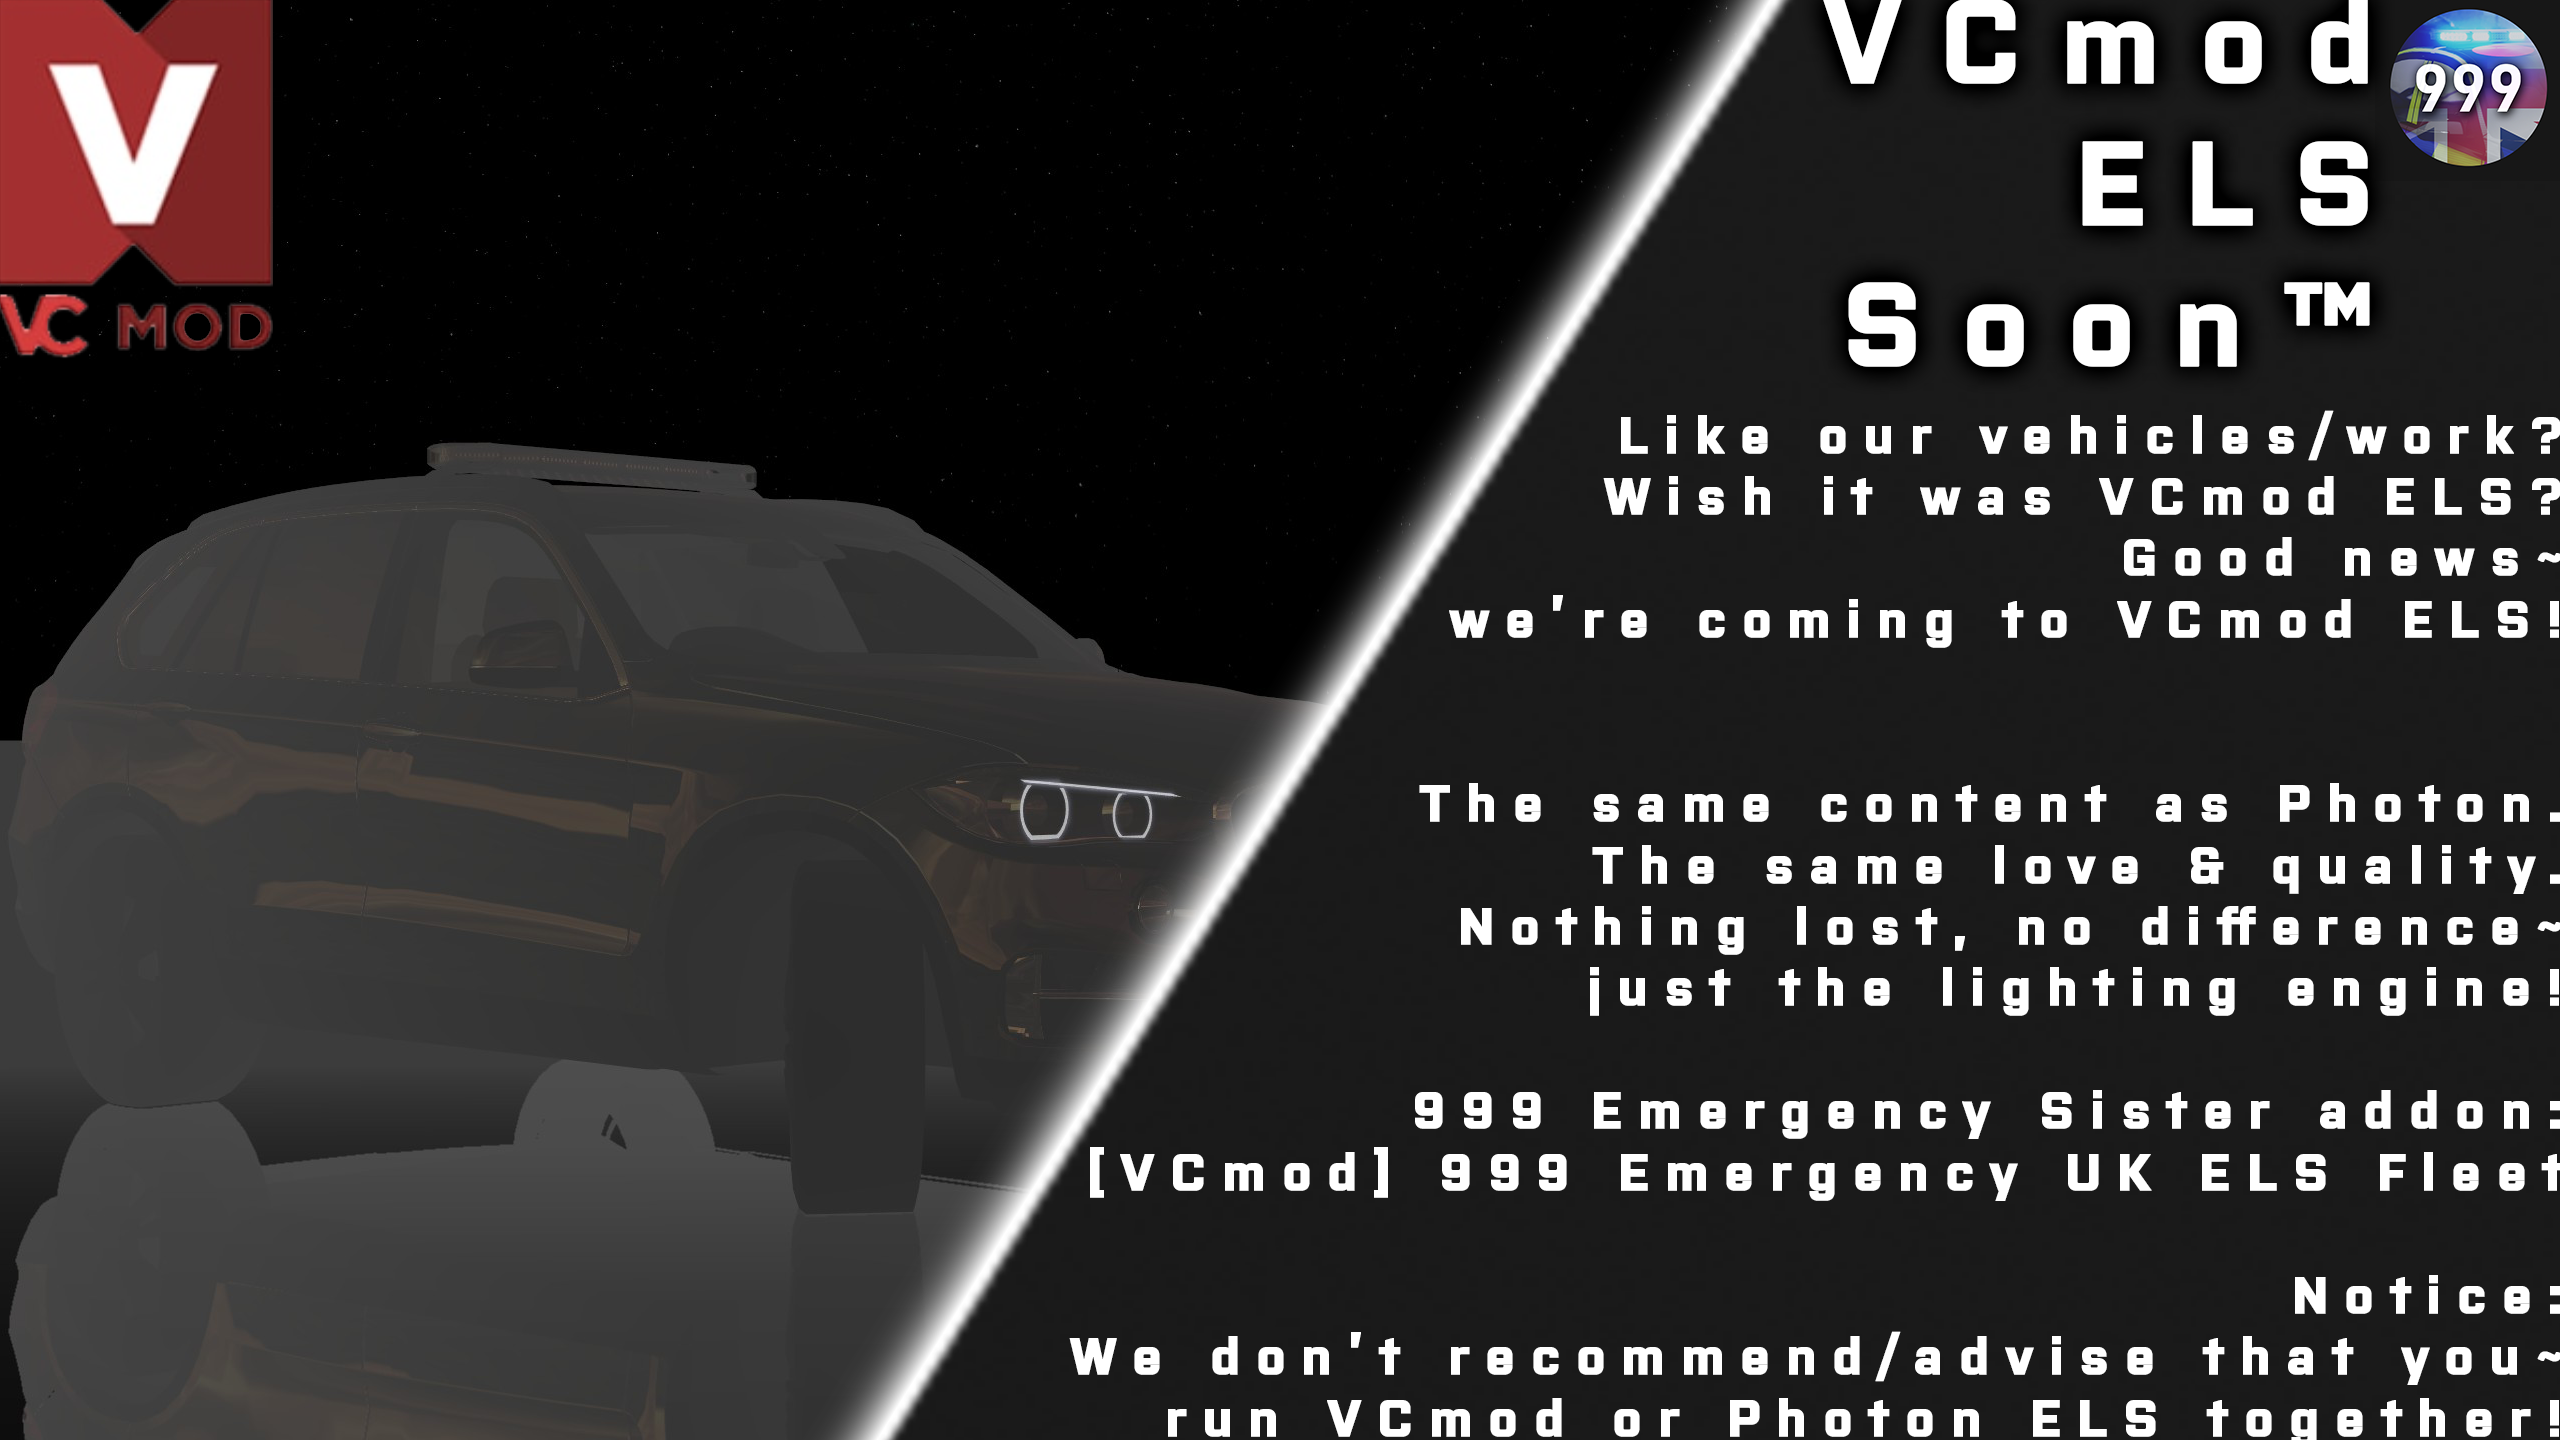 V
VC MOD
VCmod
ELS
Soon™
999
Like our vehicles/work?
Wish it was VCmod ELS?
Good news~
we're coming to VCmod ELS!
The same content as Photon.
The same love & quality.
Nothing lost, no difference~
just the lighting engine!
999 Emergency Sister addon:
[VCmod] 999 Emergency UK ELS Fleet
Notice:
We don't recommend/advise that you~
run VCmod or Photon ELS together!